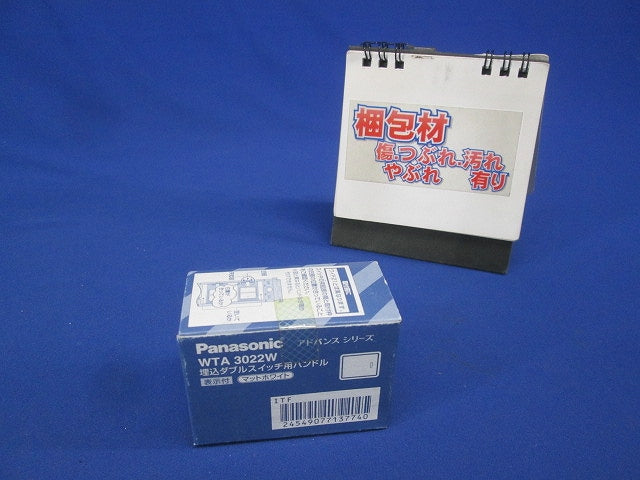 梱包材
傷.つぶれ.汚れ
やぶれ 有り
Panasonic アドバンス シリーズ
WTA 3022W
埋込ダブルスイッチ用ハンドル
表示付 マットホワイト
ITF
24549077137740